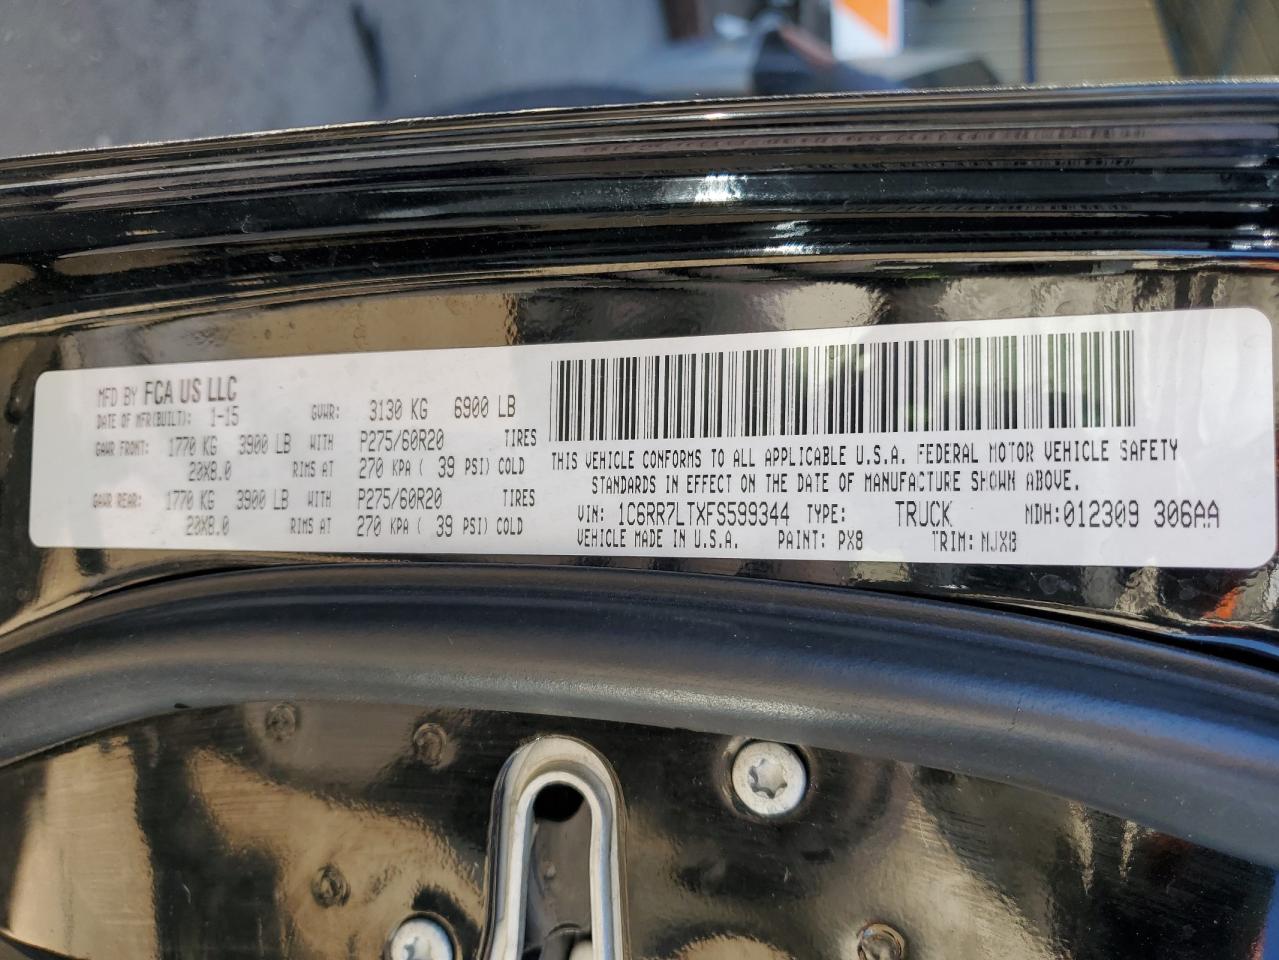 MFD BY FCA US LLC
DATE OF MFR(BUILT): 1-15 GVWR: 3130 KG 6900 LB
GAWR FRONT: 1770 KG 3900 LB WITH P275/60R20 TIRES
20X8.0 RIMS AT 270 KPA ( 39 PSI) COLD
GAWR REAR: 1770 KG 3900 LB WITH P275/60R20 TIRES
20X8.0 RIMS AT 270 KPA ( 39 PSI) COLD
THIS VEHICLE CONFORMS TO ALL APPLICABLE U.S.A. FEDERAL MOTOR VEHICLE SAFETY
STANDARDS IN EFFECT ON THE DATE OF MANUFACTURE SHOWN ABOVE.
VIN: 1C6RR7LTXFS599344 TYPE: TRUCK MDH: 012309 306AA
VEHICLE MADE IN U.S.A. PAINT: PX8 TRIM: MJXB